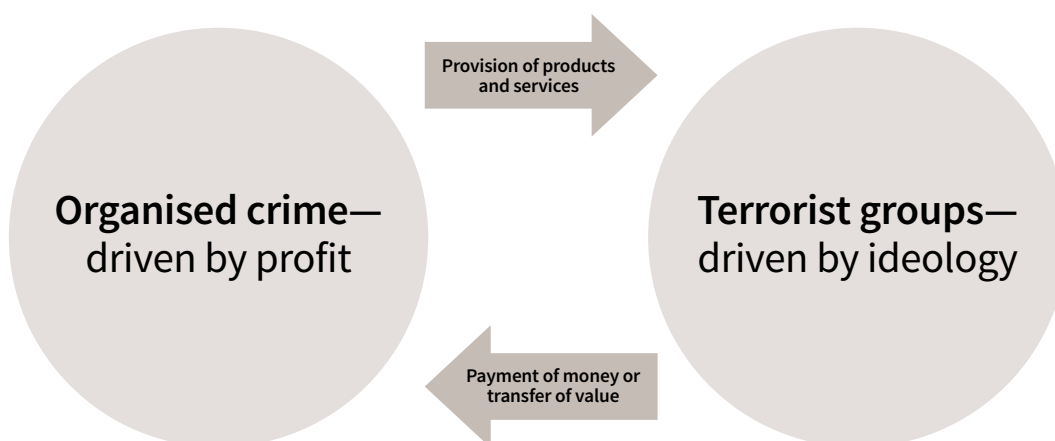 Provision of products
and services
Organised crime—
driven by profit
Terrorist groups—
driven by ideology
Payment of money or
transfer of value